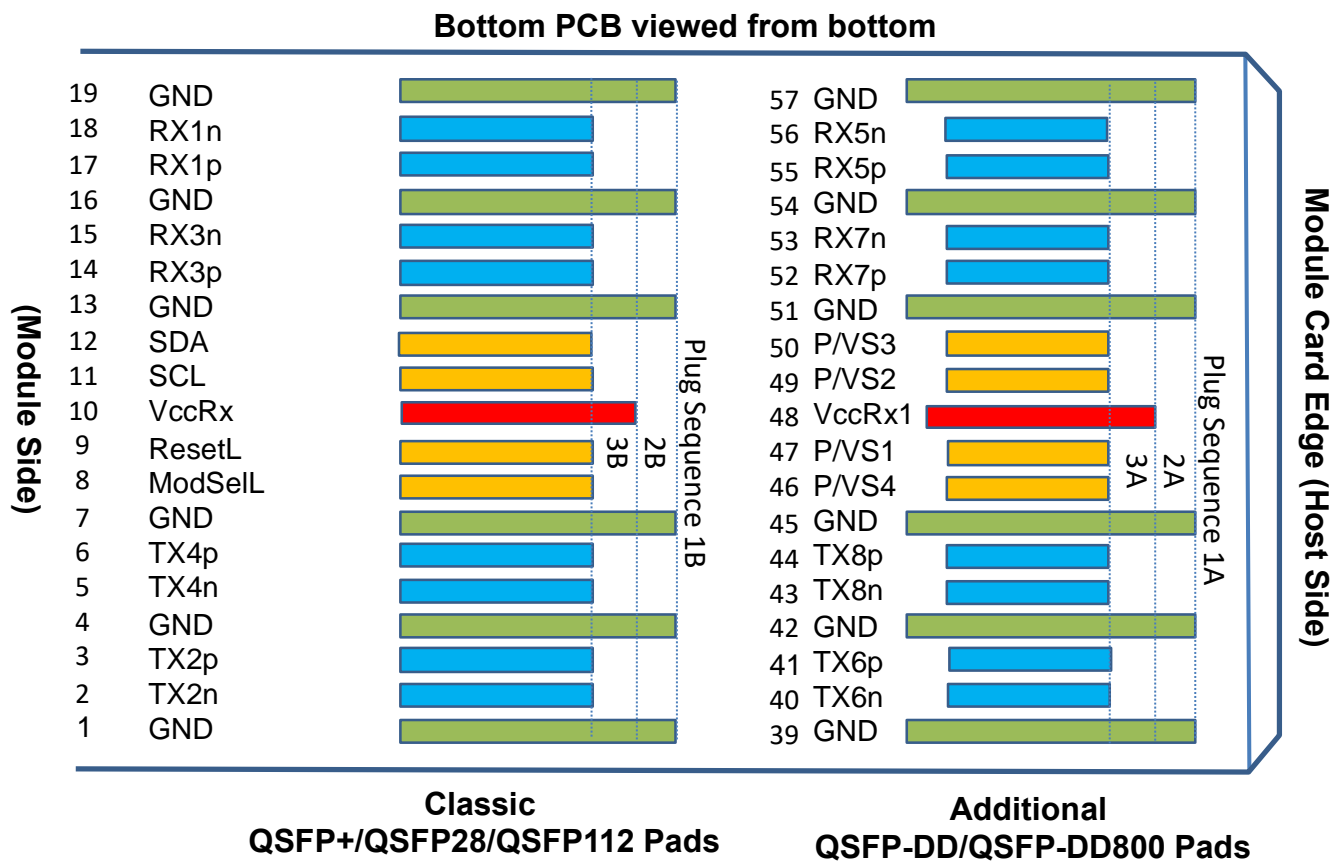 Bottom PCB viewed from bottom
19 GND 57 GND
18 RX1n 56 RX5n
17 RX1p 55 RX5p
16 GND 54 GND
15 RX3n 53 RX7n
14 RX3p 52 RX7p
13 GND 51 GND
12 SDA 50 P/VS3
11 SCL 49 P/VS2
10 VccRx 48 VccRx1
9 ResetL 47 P/VS1
8 ModSelL 46 P/VS4
7 GND 45 GND
6 TX4p 44 TX8p
5 TX4n 43 TX8n
4 GND 42 GND
3 TX2p 41 TX6p
2 TX2n 40 TX6n
1 GND 39 GND
(Module Side)
3B
2B
Plug Sequence 1B
3A
2A
Plug Sequence 1A
Module Card Edge (Host Side)
Classic
QSFP+/QSFP28/QSFP112 Pads
Additional
QSFP-DD/QSFP-DD800 Pads